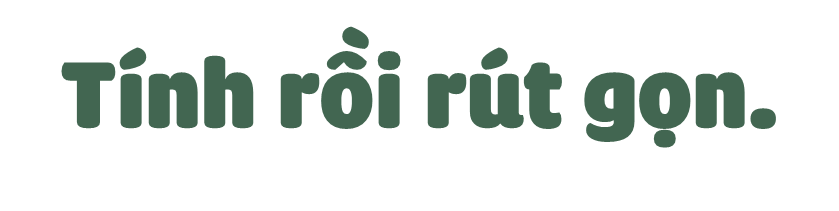 Tính rồi rút gọn.